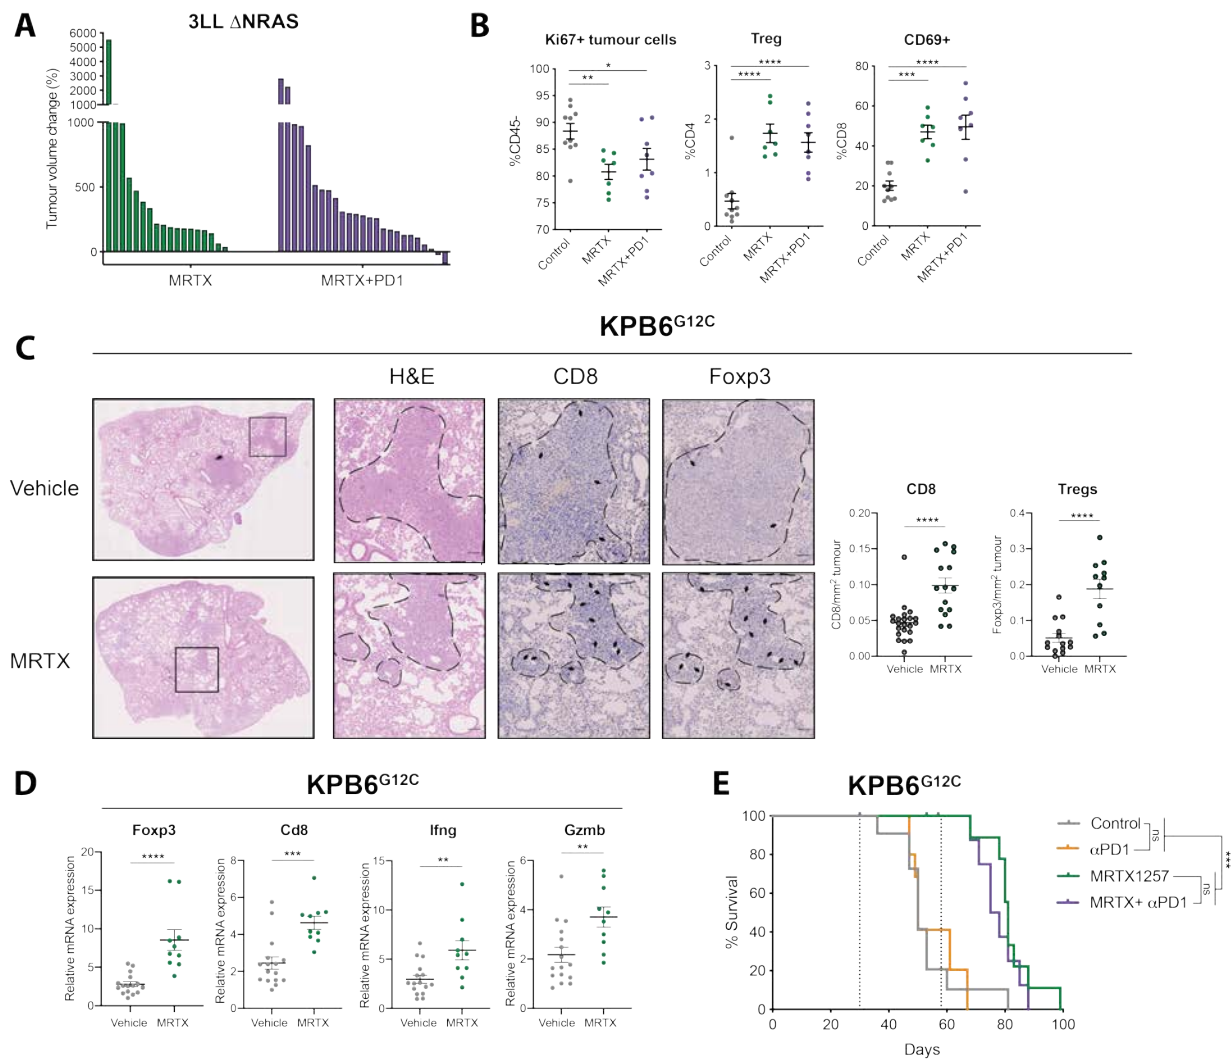 A
3LL ΔNRAS
Tumour volume change (%)
6000
5000
4000
3000
2000
1000
1000
500
0
MRTX
MRTX+PD1
B
Ki67+ tumour cells
%CD45-
100
95
90
85
80
75
70
*
**
Control
MRTX
MRTX+PD1
Treg
%CD4
3
2
1
0
****
****
Control
MRTX
MRTX+PD1
CD69+
%CD8
80
60
40
20
0
****
***
Control
MRTX
MRTX+PD1
C
KPB6G12C
H&E
CD8
Foxp3
Vehicle
MRTX
CD8
CD8/mm2 tumour
0.20
0.15
0.10
0.05
0.00
****
Vehicle
MRTX
Tregs
Foxp3/mm2 tumour
0.4
0.3
0.2
0.1
0.0
****
Vehicle
MRTX
D
KPB6G12C
Foxp3
Relative mRNA expression
20
15
10
5
0
****
Vehicle
MRTX
Cd8
Relative mRNA expression
8
6
4
2
0
***
Vehicle
MRTX
Ifng
Relative mRNA expression
15
10
5
0
**
Vehicle
MRTX
Gzmb
Relative mRNA expression
6
4
2
0
**
Vehicle
MRTX
E
KPB6G12C
% Survival
100
80
60
40
20
0
0
20
40
60
80
100
Days
Control
αPD1
MRTX1257
MRTX+ αPD1
ns
ns
***